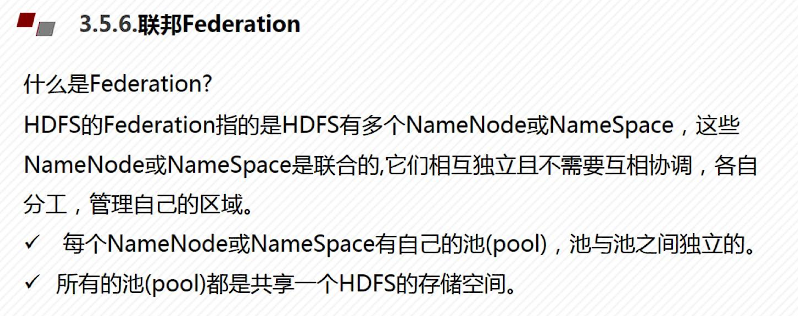 3.5.6.联邦Federation
什么是Federation?
HDFS的Federation指的是HDFS有多个NameNode或NameSpace，这些
NameNode或NameSpace是联合的,它们相互独立且不需要互相协调，各自
分工，管理自己的区域。
✓ 每个NameNode或NameSpace有自己的池(pool)，池与池之间独立的。
✓ 所有的池(pool)都是共享一个HDFS的存储空间。